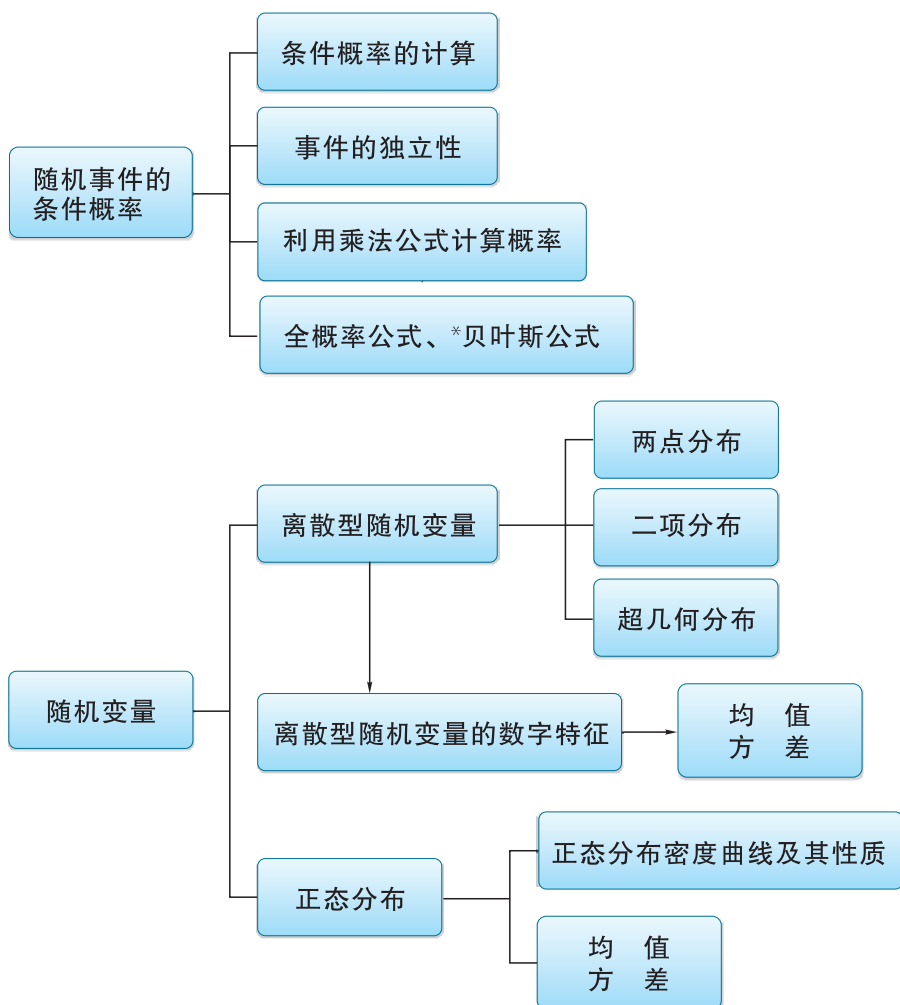 随机事件的
条件概率
条件概率的计算
事件的独立性
利用乘法公式计算概率
全概率公式、*贝叶斯公式
随机变量
离散型随机变量
两点分布
二项分布
超几何分布
离散型随机变量的数字特征
均 值
方 差
正态分布
正态分布密度曲线及其性质
均 值
方 差